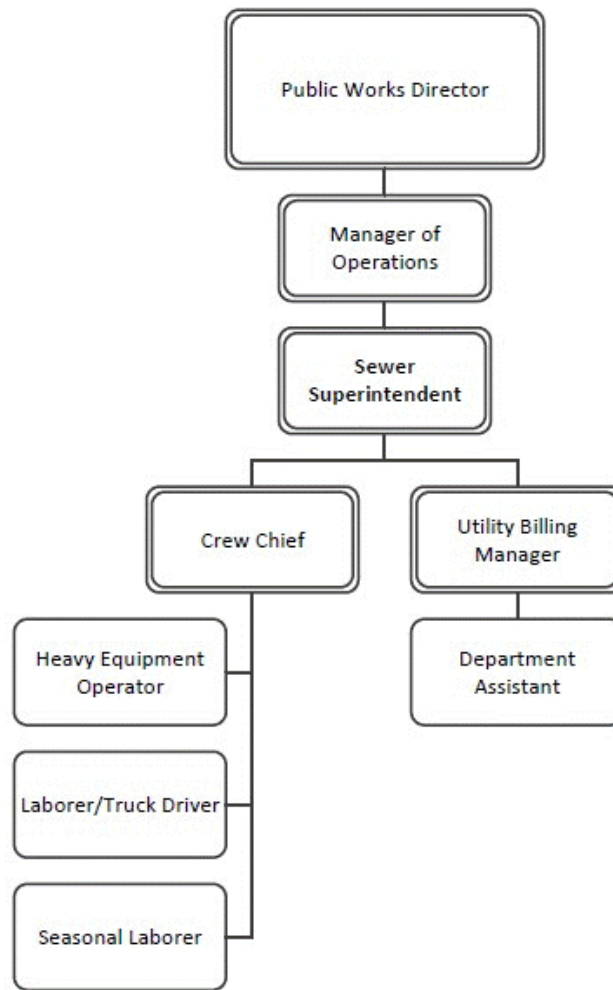 Public Works Director
Manager of
Operations
Sewer
Superintendent
Crew Chief
Utility Billing
Manager
Heavy Equipment
Operator
Department
Assistant
Laborer/Truck Driver
Seasonal Laborer